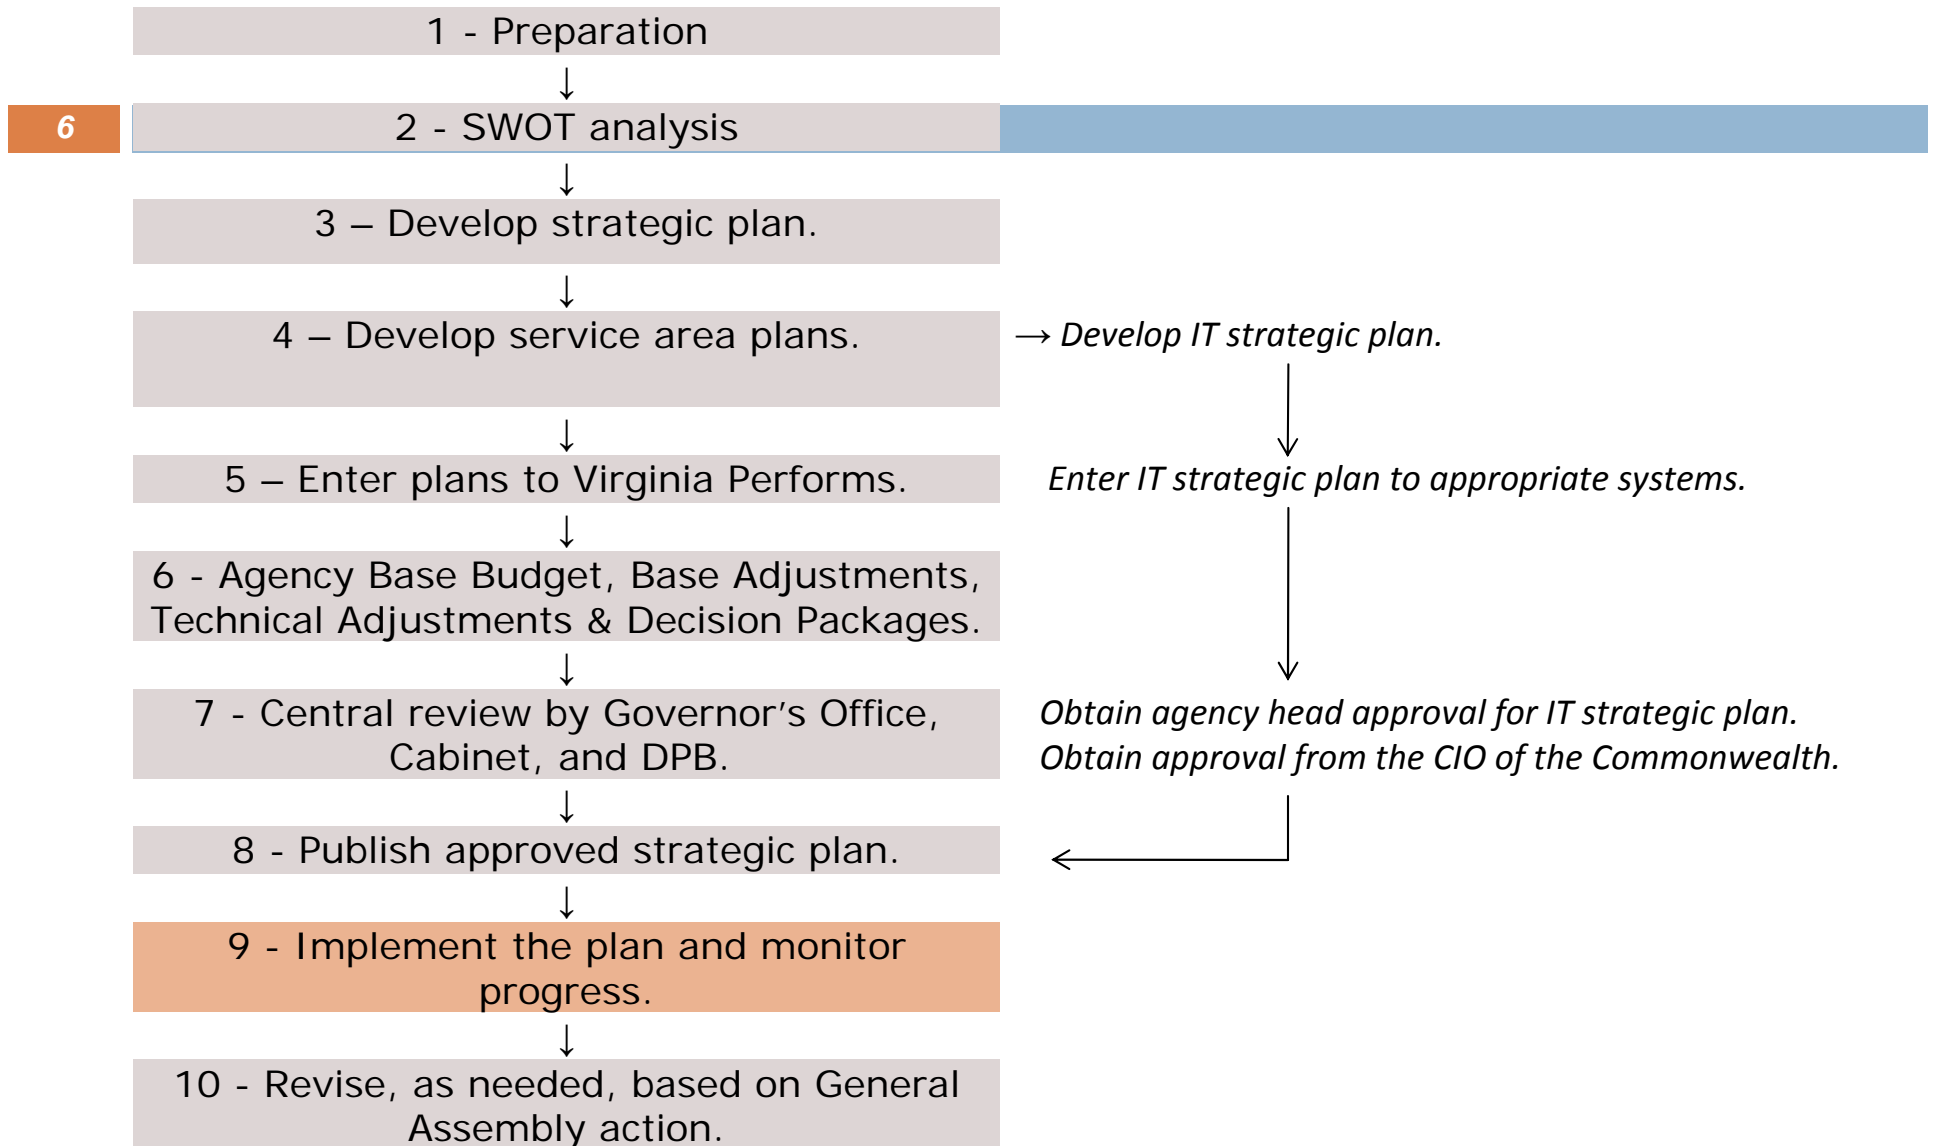 1 - Preparation
↓
6
2 - SWOT analysis
↓
3 – Develop strategic plan.
↓
4 – Develop service area plans.
→ Develop IT strategic plan.
↓
5 – Enter plans to Virginia Performs.
Enter IT strategic plan to appropriate systems.
↓
6 - Agency Base Budget, Base Adjustments,
Technical Adjustments & Decision Packages.
↓
7 - Central review by Governor’s Office,
Cabinet, and DPB.
Obtain agency head approval for IT strategic plan.
Obtain approval from the CIO of the Commonwealth.
↓
8 - Publish approved strategic plan.
↓
9 - Implement the plan and monitor
progress.
↓
10 - Revise, as needed, based on General
Assembly action.